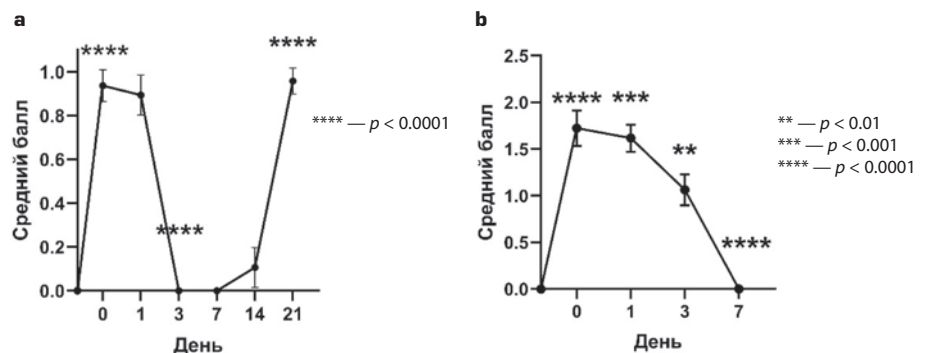 a
****
****
1.0
0.8
0.6
0.4
0.2
0.0
****
0 1 3 7 14 21
День
Средний балл
**** — p < 0.0001
b
2.5
2.0
1.5
1.0
0.5
0.0
****
***
**
****
0 1 3 7
День
Средний балл
** — p < 0.01
*** — p < 0.001
**** — p < 0.0001